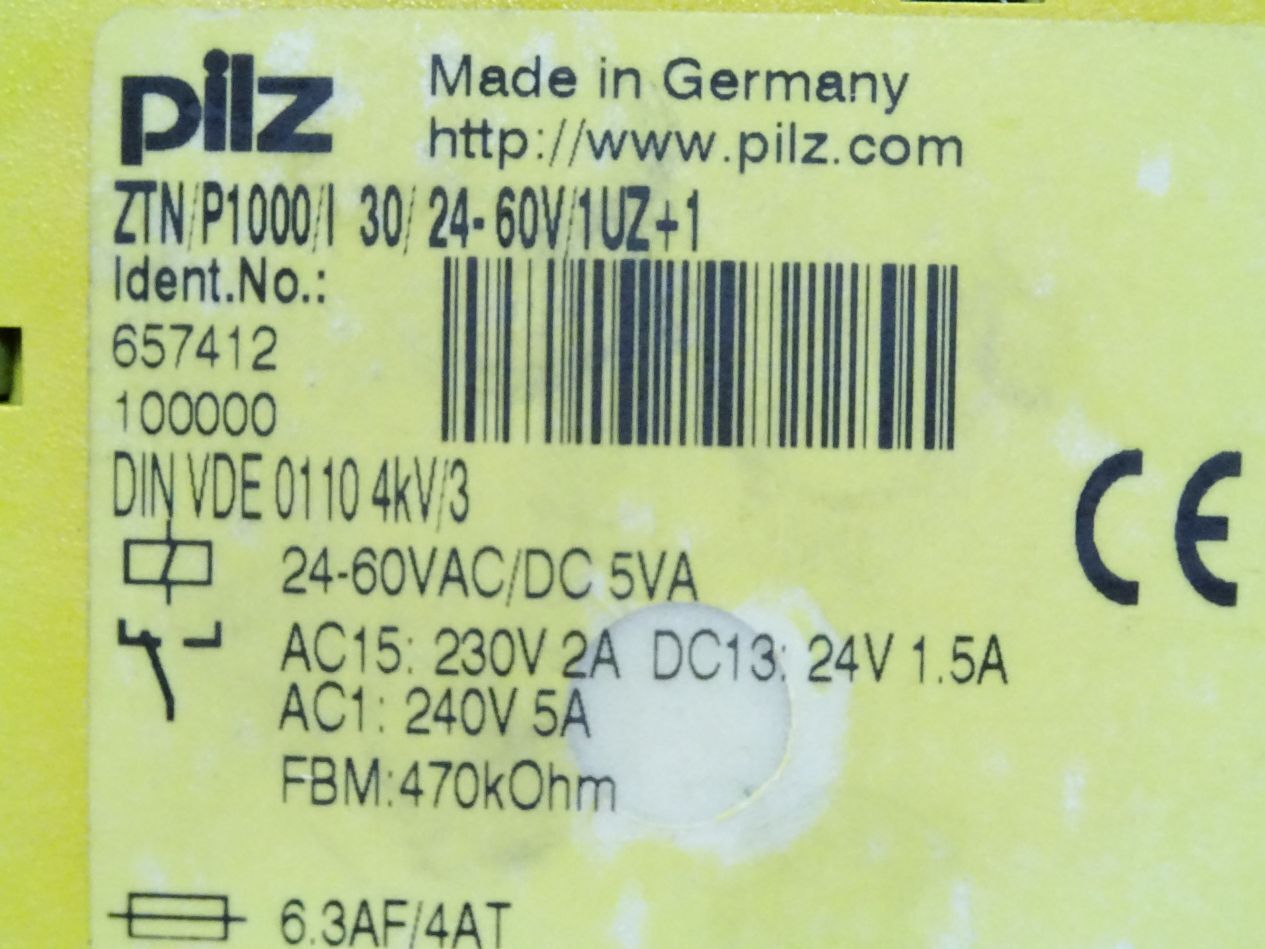 pilz
Made in Germany
http://www.pilz.com
ZTN/P1000/I 30/ 24- 60V/1UZ+1
Ident.No.:
657412
100000
DIN VDE 0110 4kV/3
CE
24-60VAC/DC 5VA
AC15: 230V 2A DC13: 24V 1.5A
AC1: 240V 5A
FBM:470kOhm
6.3AF/4AT